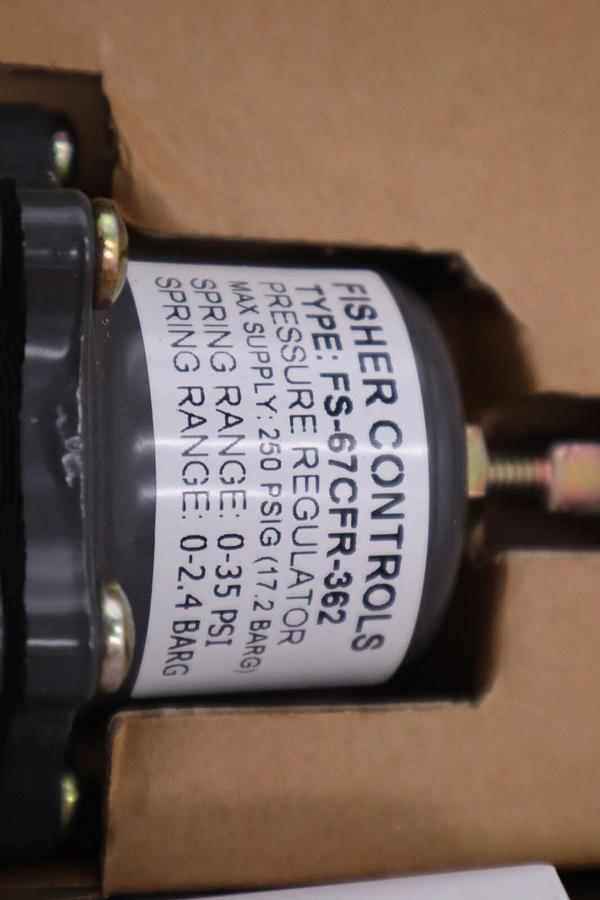 FISHER CONTROLS
TYPE: FS-67CFR-362
PRESSURE REGULATOR
MAX SUPPLY: 250 PSIG (17.2 BARG)
SPRING RANGE: 0-35 PSI
SPRING RANGE: 0-2.4 BARG